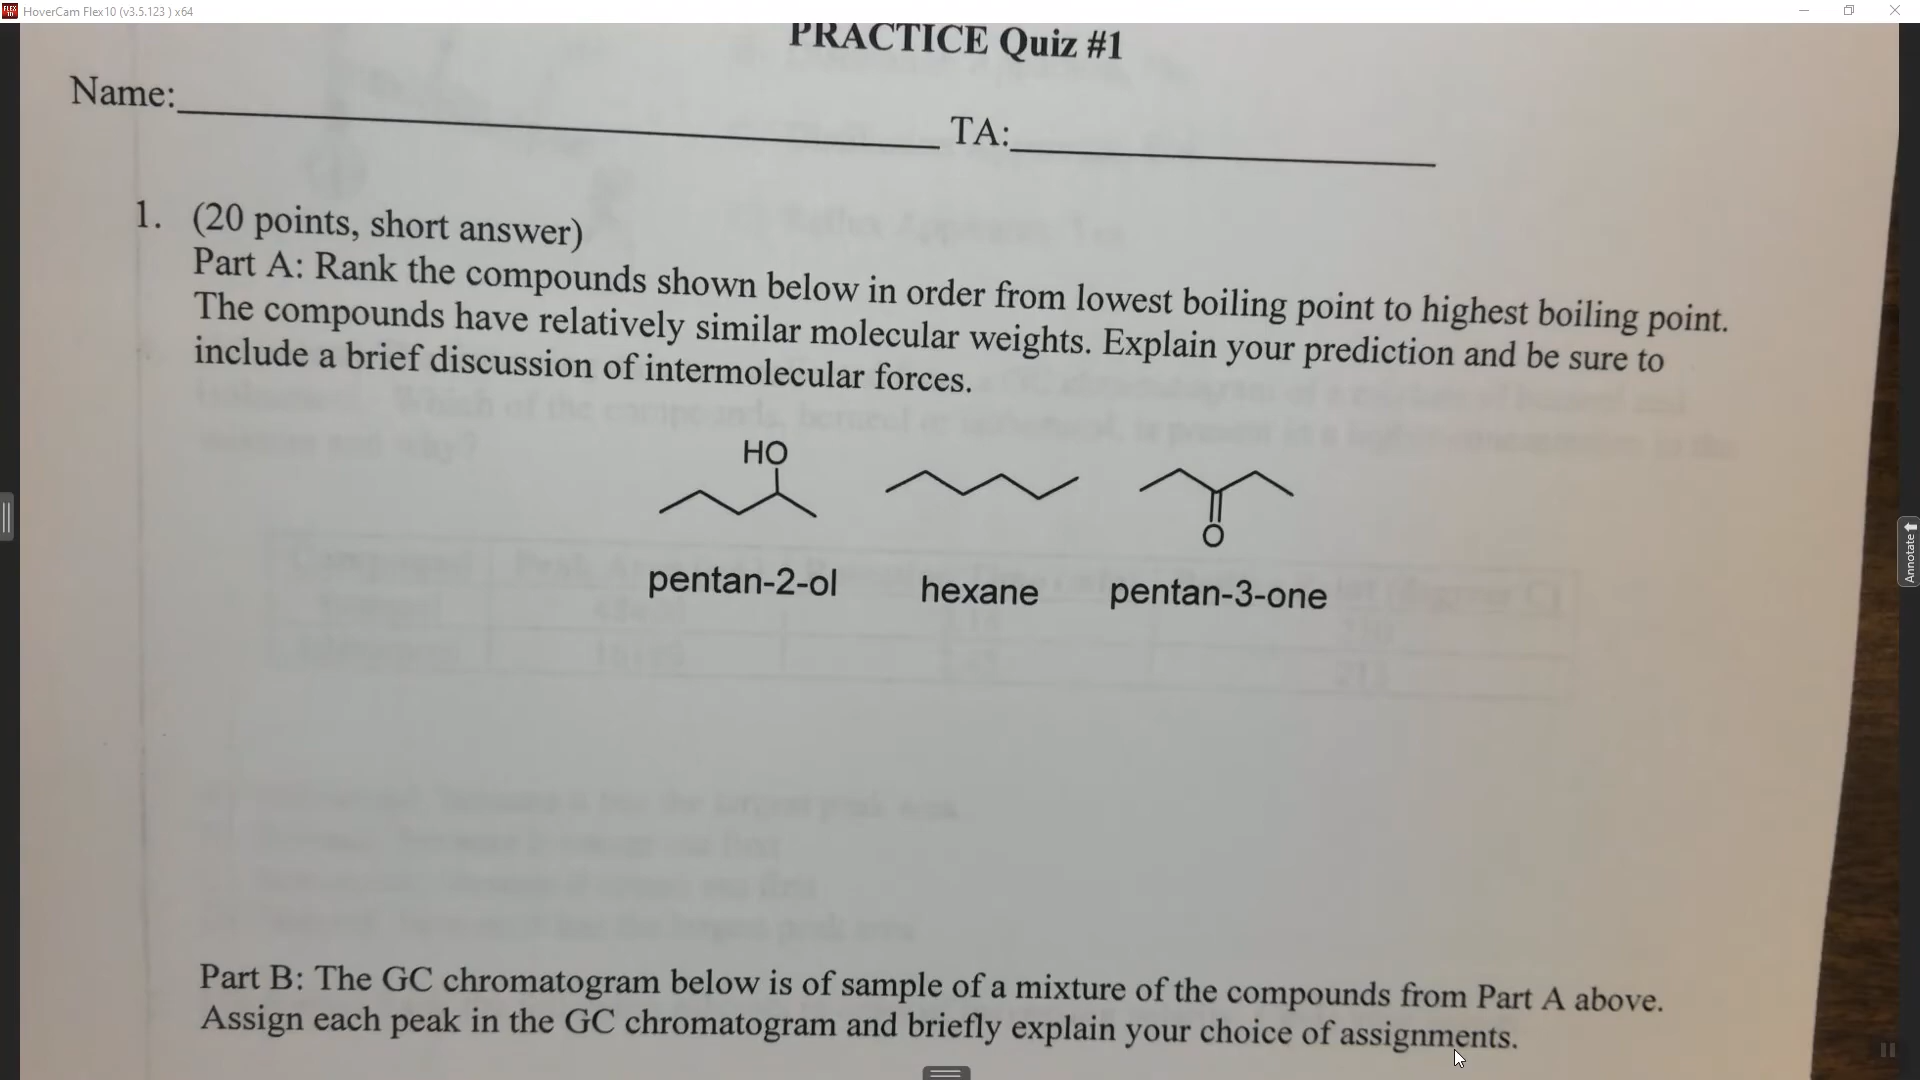 HoverCam Flex10 (v3.5.123 ) x64
PRACTICE Quiz #1
Name:
TA:
1. (20 points, short answer)
Part A: Rank the compounds shown below in order from lowest boiling point to highest boiling point.
The compounds have relatively similar molecular weights. Explain your prediction and be sure to
include a brief discussion of intermolecular forces.
HO
O
pentan-2-ol hexane pentan-3-one
Annotate
Part B: The GC chromatogram below is of sample of a mixture of the compounds from Part A above.
Assign each peak in the GC chromatogram and briefly explain your choice of assignments.